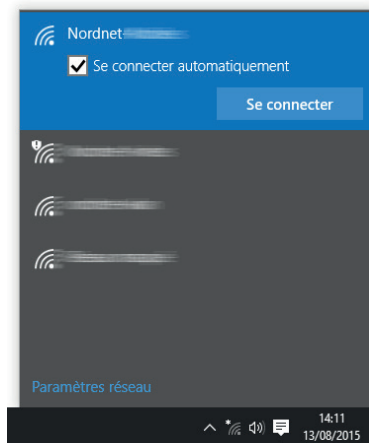 Nordnet
Se connecter automatiquement
Se connecter
Paramètres réseau
14:11
13/08/2015